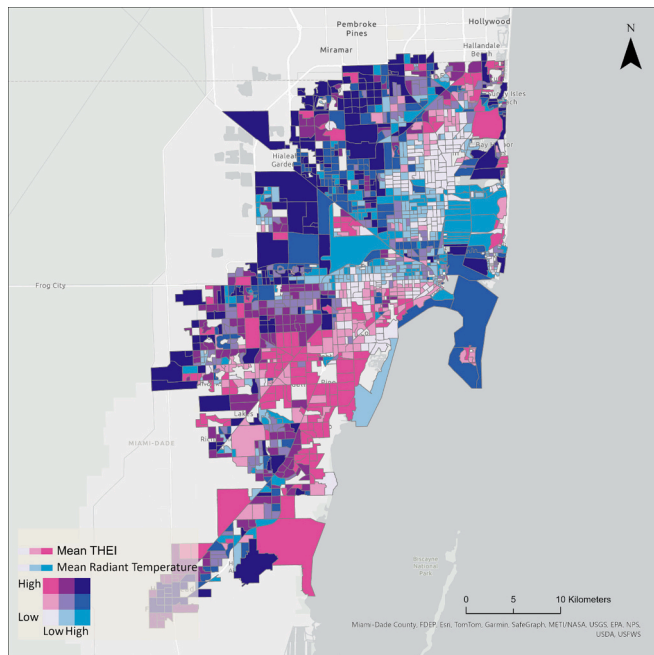 Hollywood
Pembroke
Pines
Miramar
Hallandale
Beach
N
Hialeah
Frog City
MIAMI-DADE
Biscayne
National
Park
Mean THEI
Mean Radiant Temperature
High
Low
Low High
0 5 10 Kilometers
Miami-Dade County, FDEP, Esri, TomTom, Garmin, SafeGraph, METI/NASA, USGS, EPA, NPS,
USDA, USFWS